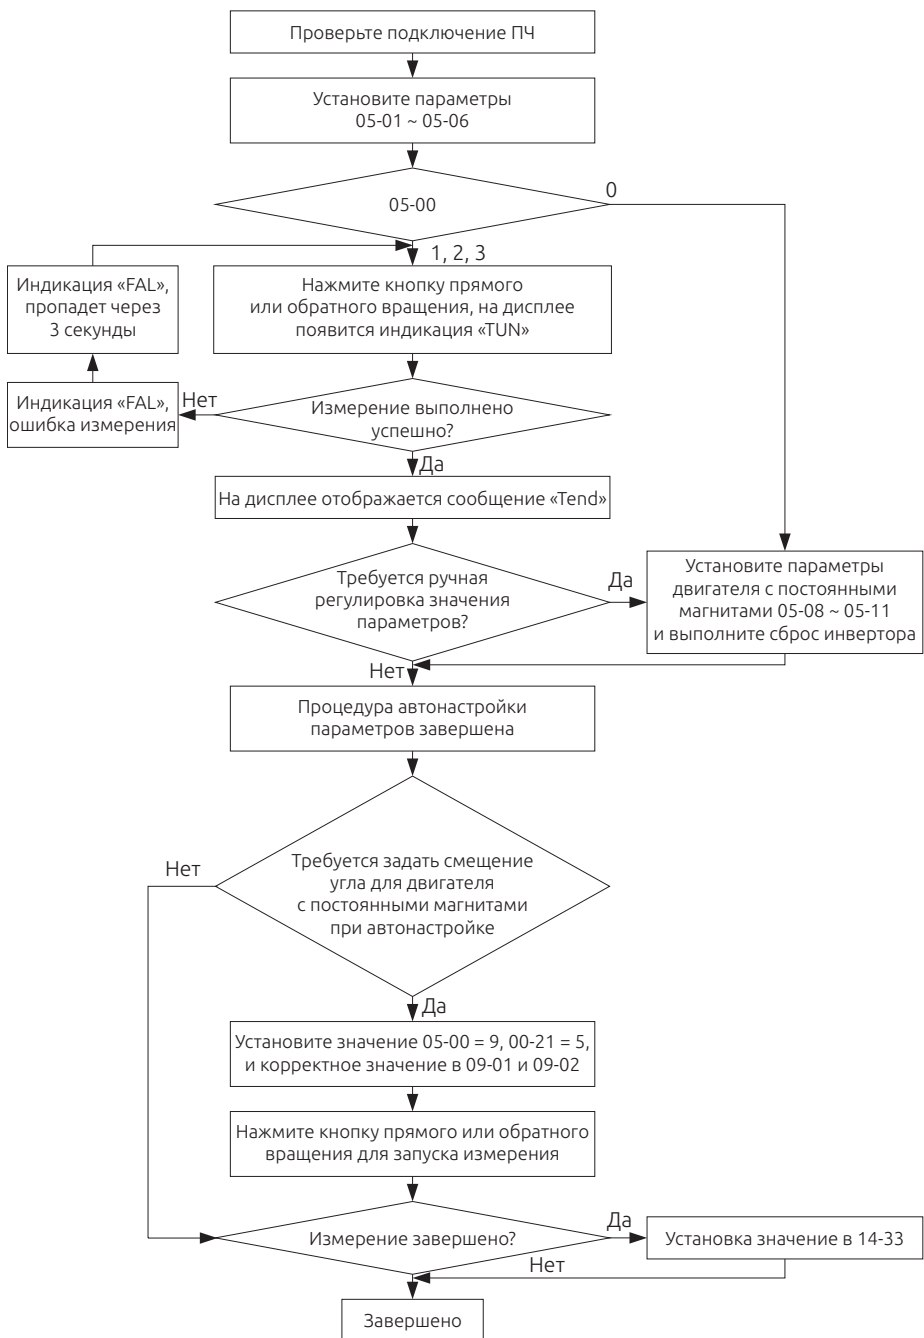 Проверьте подключение ПЧ
Установите параметры
05-01 ~ 05-06
0
05-00
1, 2, 3
Индикация «FAL»,
пропадет через
3 секунды
Нажмите кнопку прямого
или обратного вращения, на дисплее
появится индикация «TUN»
Индикация «FAL»,
ошибка измерения
Нет
Измерение выполнено
успешно?
Да
На дисплее отображается сообщение «Tend»
Требуется ручная
регулировка значения
параметров?
Да
Установите параметры
двигателя с постоянными
магнитами 05-08 ~ 05-11
и выполните сброс инвертора
Нет
Процедура автонастройки
параметров завершена
Нет
Требуется задать смещение
угла для двигателя
с постоянными магнитами
при автонастройке
Да
Установите значение 05-00 = 9, 00-21 = 5,
и корректное значение в 09-01 и 09-02
Нажмите кнопку прямого или обратного
вращения для запуска измерения
Измерение завершено?
Да
Установка значение в 14-33
Нет
Завершено